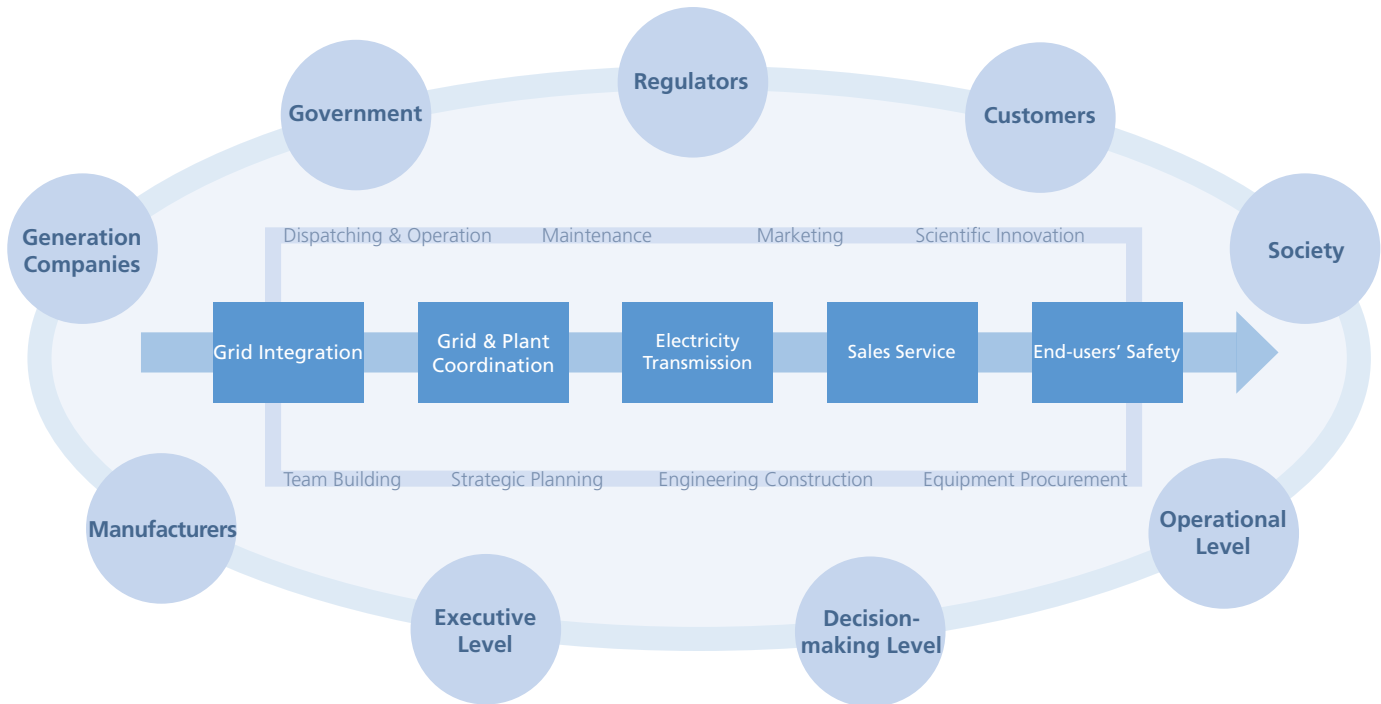 Regulators
Government
Customers
Generation
Companies
Society
Dispatching & Operation
Maintenance
Marketing
Scientific Innovation
Grid Integration
Grid & Plant
Coordination
Electricity
Transmission
Sales Service
End-users’ Safety
Team Building
Strategic Planning
Engineering Construction
Equipment Procurement
Manufacturers
Operational
Level
Executive
Level
Decision-
making Level